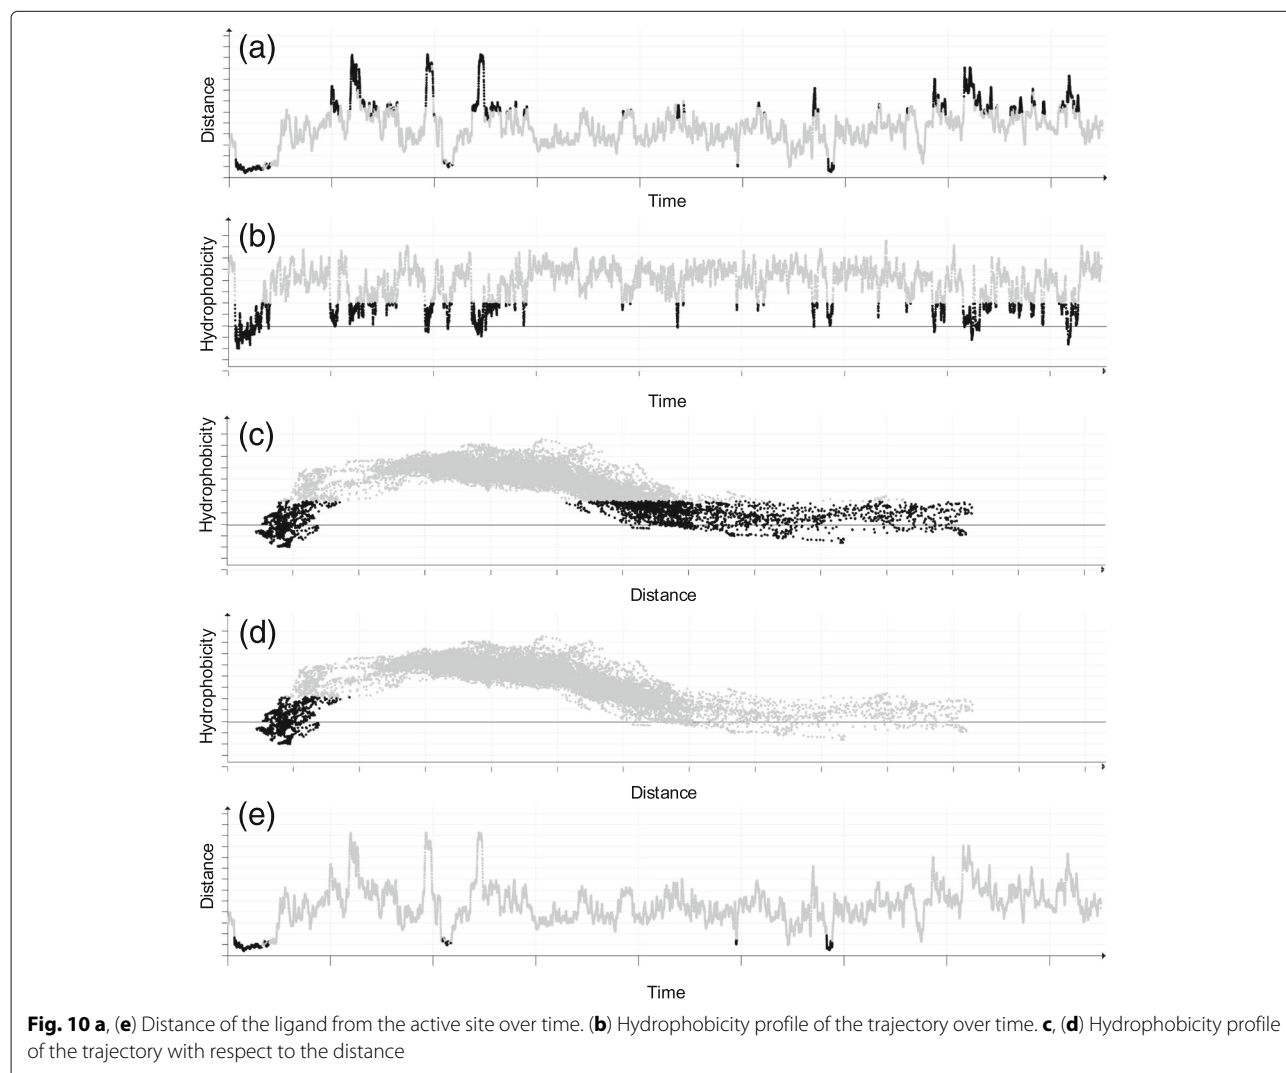 (a)
Distance
Time
(b)
Hydrophobicity
Time
(c)
Hydrophobicity
Distance
(d)
Hydrophobicity
Distance
(e)
Distance
Time
Fig. 10 a, (e) Distance of the ligand from the active site over time. (b) Hydrophobicity profile of the trajectory over time. c, (d) Hydrophobicity profile
of the trajectory with respect to the distance